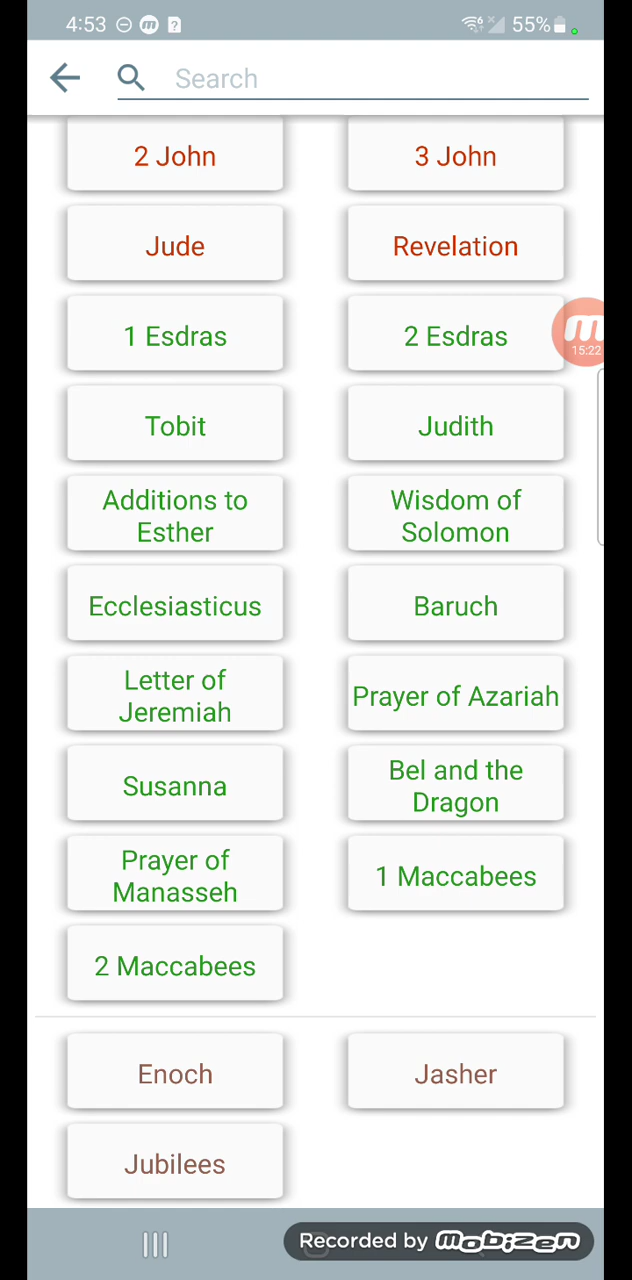 4:53 m ? 6 55%
Search
2 John 3 John
Jude Revelation
1 Esdras 2 Esdras
m
15:22
Tobit Judith
Additions to
Esther
Wisdom of
Solomon
Ecclesiasticus Baruch
Letter of
Jeremiah
Prayer of Azariah
Susanna
Bel and the
Dragon
Prayer of
Manasseh
1 Maccabees
2 Maccabees
Enoch Jasher
Jubilees
Recorded by mobizen